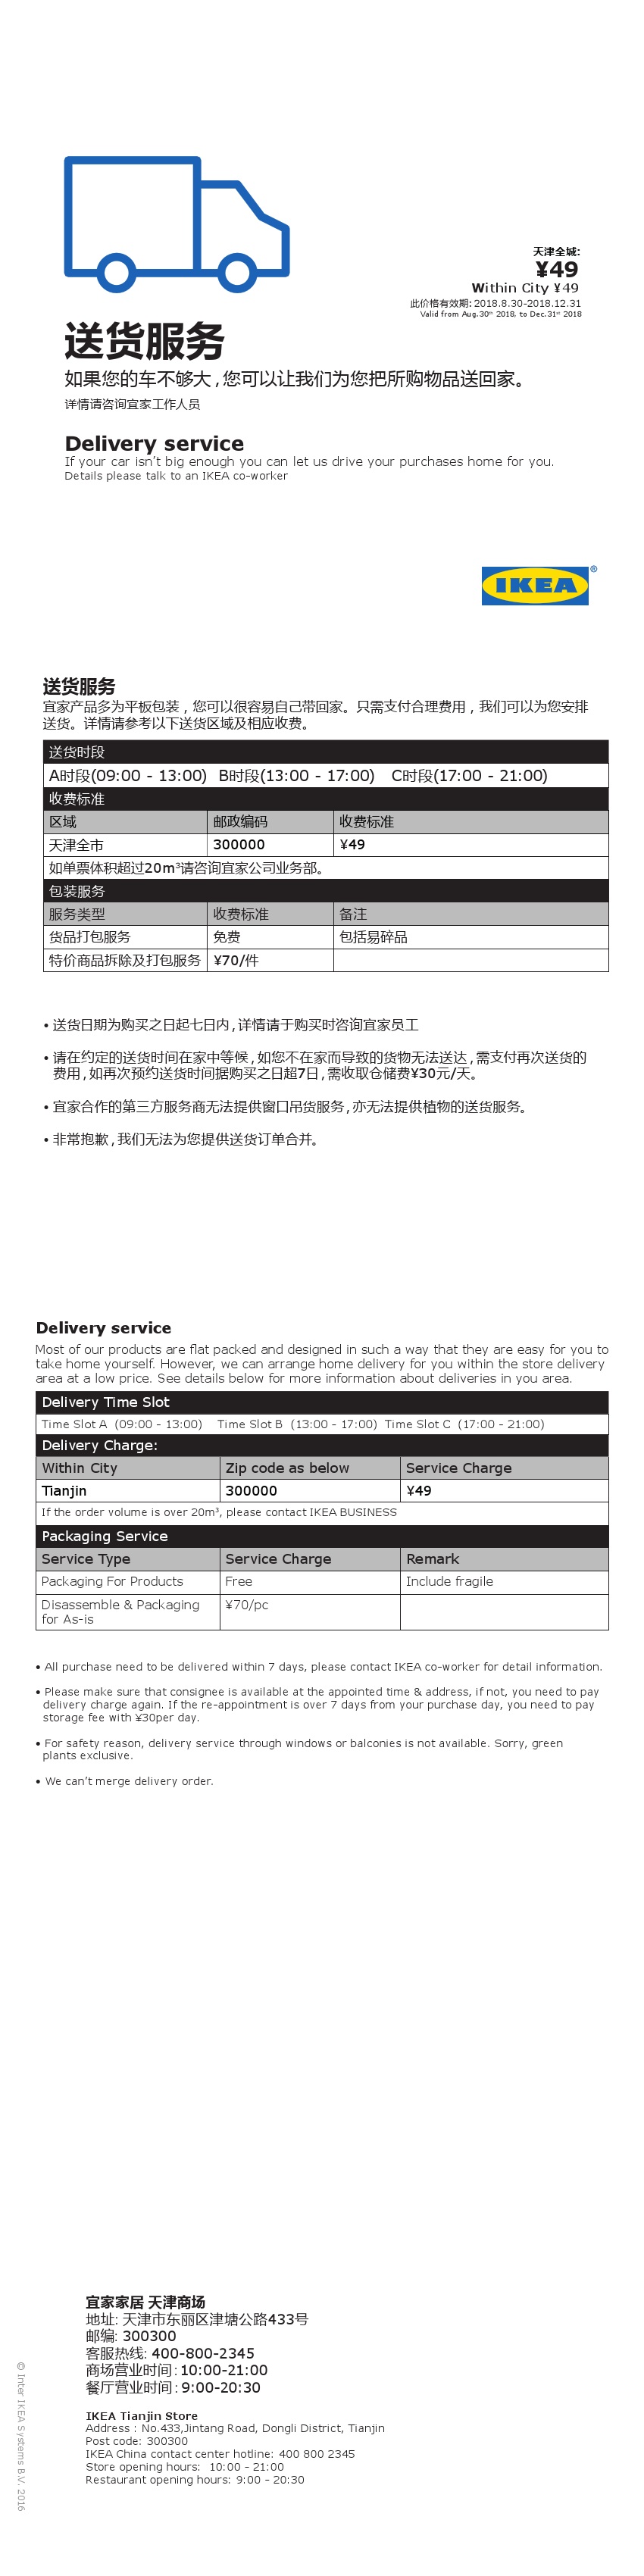 天津全城:
¥49
Within City ¥49
此价格有效期: 2018.8.30-2018.12.31
Valid from Aug.30th 2018, to Dec.31st 2018
送货服务
如果您的车不够大,您可以让我们为您把所购物品送回家。
详情请咨询宜家工作人员
Delivery service
If your car isn't big enough you can let us drive your purchases home for you.
Details please talk to an IKEA co-worker
IKEA®
送货服务
宜家产品多为平板包装,您可以很容易自己带回家。只需支付合理费用,我们可以为您安排
送货。详情请参考以下送货区域及相应收费。
送货时段
A时段(09:00 - 13:00) B时段(13:00 - 17:00) C时段(17:00 - 21:00)
收费标准
区域 邮政编码 收费标准
天津全市 300000 ¥49
如单票体积超过20m³请咨询宜家公司业务部。
包装服务
服务类型 收费标准 备注
货品打包服务 免费 包括易碎品
特价商品拆除及打包服务 ¥70/件
• 送货日期为购买之日起七日内,详情请于购买时咨询宜家员工
• 请在约定的送货时间在家中等候,如您不在家而导致的货物无法送达,需支付再次送货的
费用,如再次预约送货时间据购买之日超7日,需收取仓储费¥30元/天。
• 宜家合作的第三方服务商无法提供窗口吊货服务,亦无法提供植物的送货服务。
• 非常抱歉,我们无法为您提供送货订单合并。
Delivery service
Most of our products are flat packed and designed in such a way that they are easy for you to
take home yourself. However, we can arrange home delivery for you within the store delivery
area at a low price. See details below for more information about deliveries in you area.
Delivery Time Slot
Time Slot A (09:00 - 13:00) Time Slot B (13:00 - 17:00) Time Slot C (17:00 - 21:00)
Delivery Charge:
Within City Zip code as below Service Charge
Tianjin 300000 ¥49
If the order volume is over 20m³, please contact IKEA BUSINESS
Packaging Service
Service Type Service Charge Remark
Packaging For Products Free Include fragile
Disassemble & Packaging ¥70/pc
for As-is
• All purchase need to be delivered within 7 days, please contact IKEA co-worker for detail information.
• Please make sure that consignee is available at the appointed time & address, if not, you need to pay
delivery charge again. If the re-appointment is over 7 days from your purchase day, you need to pay
storage fee with ¥30per day.
• For safety reason, delivery service through windows or balconies is not available. Sorry, green
plants exclusive.
• We can't merge delivery order.
宜家家居 天津商场
地址: 天津市东丽区津塘公路433号
邮编: 300300
客服热线: 400-800-2345
商场营业时间: 10:00-21:00
餐厅营业时间: 9:00-20:30
IKEA Tianjin Store
Address : No.433,Jintang Road, Dongli District, Tianjin
Post code: 300300
IKEA China contact center hotline: 400 800 2345
Store opening hours: 10:00 - 21:00
Restaurant opening hours: 9:00 - 20:30
© Inter IKEA Systems B.V. 2016